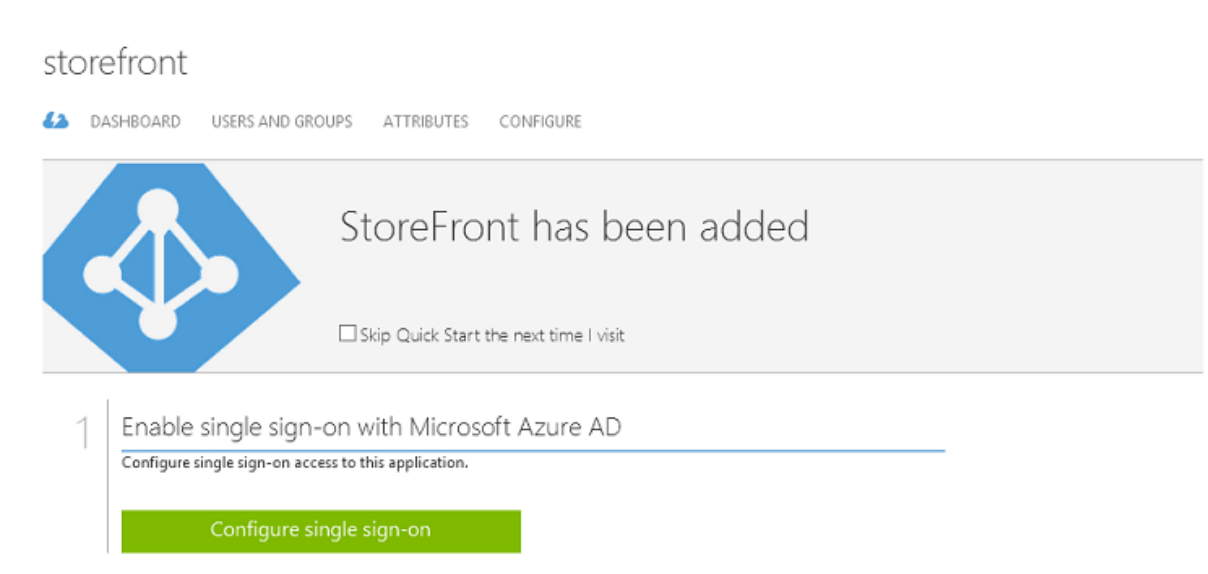 storefront
DASHBOARD USERS AND GROUPS ATTRIBUTES CONFIGURE
StoreFront has been added
Skip Quick Start the next time I visit
1 Enable single sign-on with Microsoft Azure AD
Configure single sign-on access to this application.
Configure single sign-on